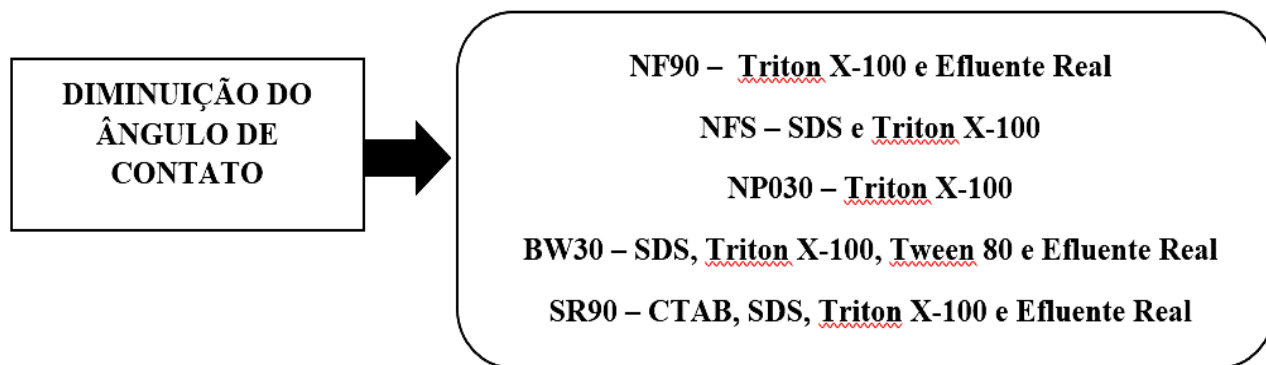 DIMINUIÇÃO DO
ÂNGULO DE
CONTATO
NF90 – Triton X-100 e Efluente Real
NFS – SDS e Triton X-100
NP030 – Triton X-100
BW30 – SDS, Triton X-100, Tween 80 e Efluente Real
SR90 – CTAB, SDS, Triton X-100 e Efluente Real